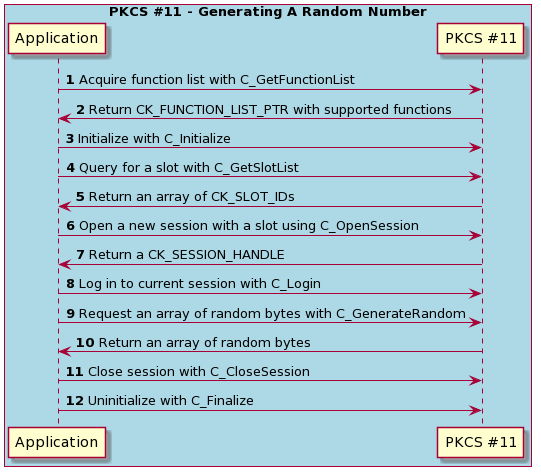 PKCS #11 - Generating A Random Number
Application PKCS #11
1 Acquire function list with C_GetFunctionList
2 Return CK_FUNCTION_LIST_PTR with supported functions
3 Initialize with C_Initialize
4 Query for a slot with C_GetSlotList
5 Return an array of CK_SLOT_IDs
6 Open a new session with a slot using C_OpenSession
7 Return a CK_SESSION_HANDLE
8 Log in to current session with C_Login
9 Request an array of random bytes with C_GenerateRandom
10 Return an array of random bytes
11 Close session with C_CloseSession
12 Uninitialize with C_Finalize
Application PKCS #11